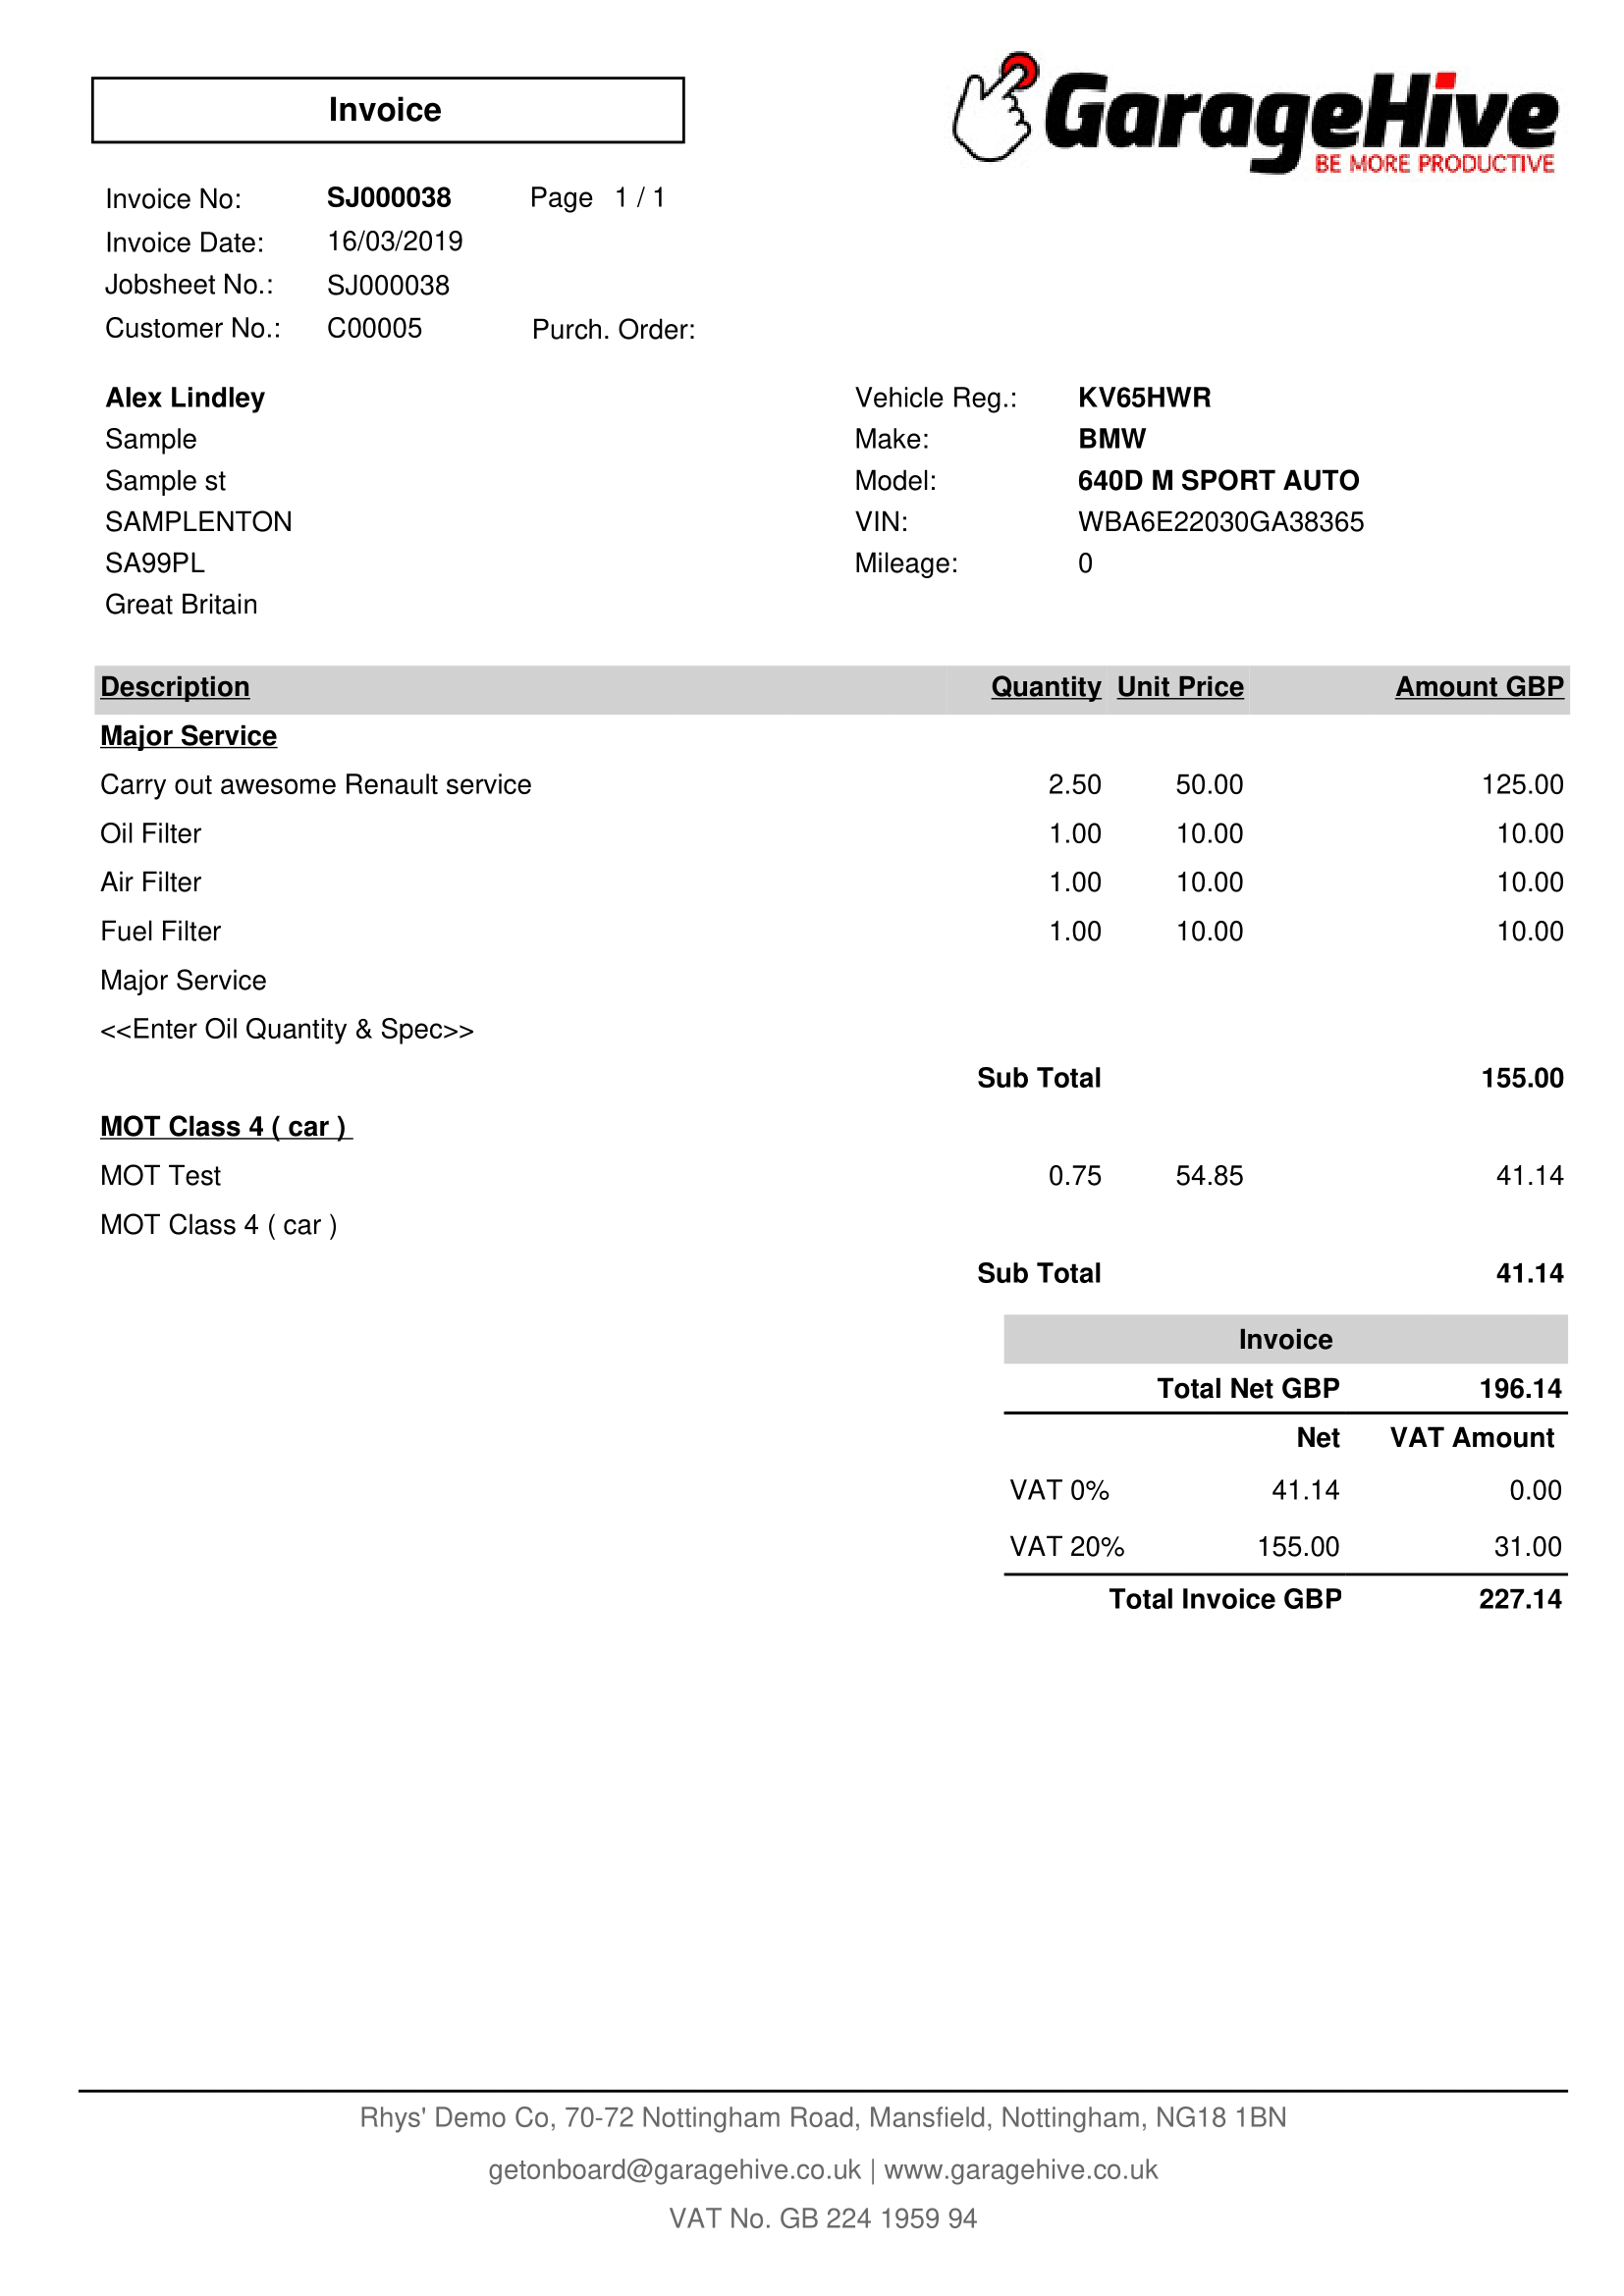 Invoice
GarageHive
BE MORE PRODUCTIVE
Invoice No: SJ000038 Page 1 / 1
Invoice Date: 16/03/2019
Jobsheet No.: SJ000038
Customer No.: C00005 Purch. Order:
Alex Lindley Vehicle Reg.: KV65HWR
Sample Make: BMW
Sample st Model: 640D M SPORT AUTO
SAMPLENTON VIN: WBA6E22030GA38365
SA99PL Mileage: 0
Great Britain
Description Quantity Unit Price Amount GBP
Major Service
Carry out awesome Renault service 2.50 50.00 125.00
Oil Filter 1.00 10.00 10.00
Air Filter 1.00 10.00 10.00
Fuel Filter 1.00 10.00 10.00
Major Service
<<Enter Oil Quantity & Spec>>
Sub Total 155.00
MOT Class 4 ( car )
MOT Test 0.75 54.85 41.14
MOT Class 4 ( car )
Sub Total 41.14
Invoice
Total Net GBP 196.14
Net VAT Amount
VAT 0% 41.14 0.00
VAT 20% 155.00 31.00
Total Invoice GBP 227.14
Rhys' Demo Co, 70-72 Nottingham Road, Mansfield, Nottingham, NG18 1BN
getonboard@garagehive.co.uk | www.garagehive.co.uk
VAT No. GB 224 1959 94